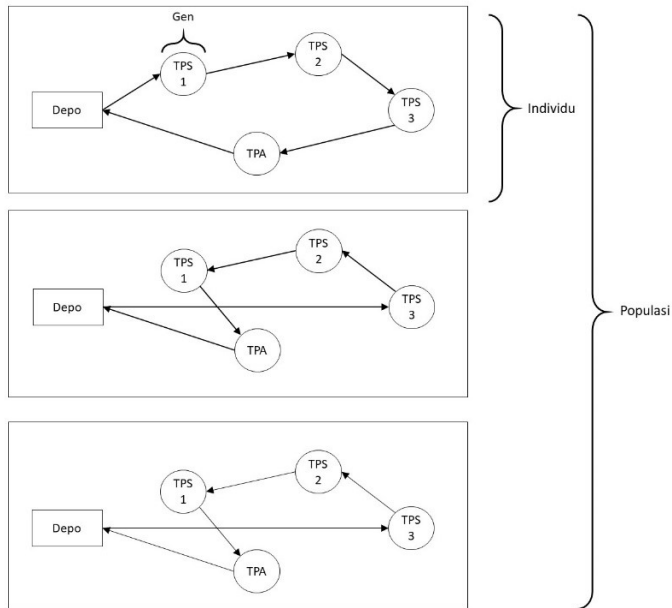 Gen
TPS
1
TPS
2
Depo
TPS
3
TPA
Individu
TPS
1
TPS
2
Depo
TPS
3
TPA
Populasi
TPS
1
TPS
2
Depo
TPS
3
TPA